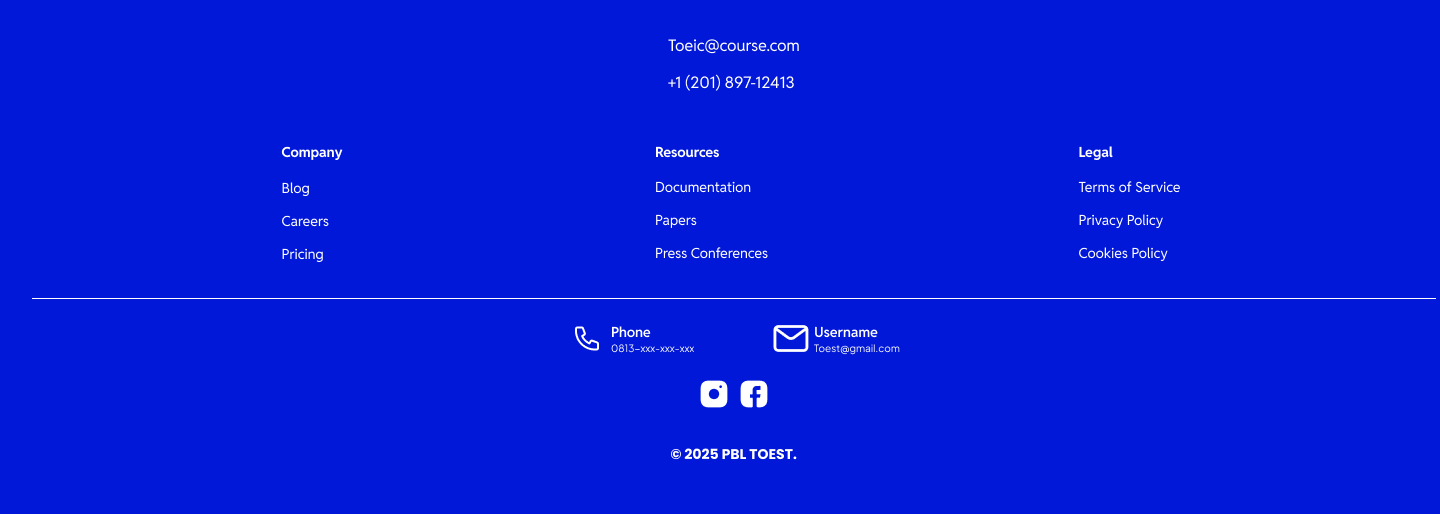 Toeic@course.com
+1 (201) 897-12413
Company
Blog
Careers
Pricing
Resources
Documentation
Papers
Press Conferences
Legal
Terms of Service
Privacy Policy
Cookies Policy
Phone
0813-xxx-xxx-xxx
Username
Toest@gmail.com
© 2025 PBL TOEST.